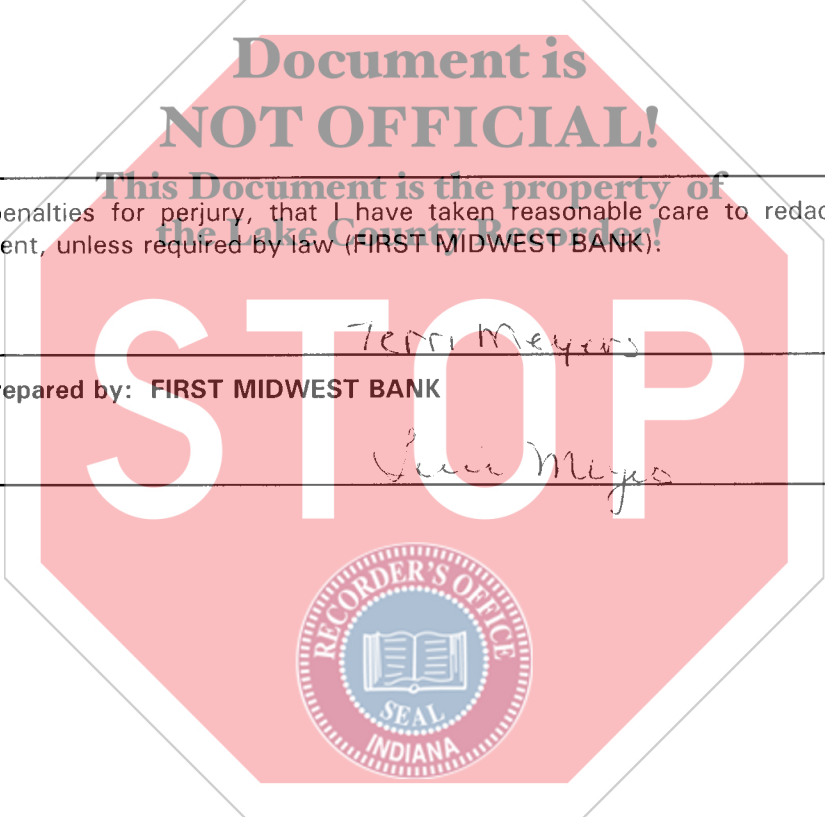 Document is
NOT OFFICIAL!
This Document is the property of
the Lake County Recorder!
penalties for perjury, that I have taken reasonable care to redac
ent, unless required by law (FIRST MIDWEST BANK):
Terri Meyers
epared by: FIRST MIDWEST BANK
STOP
RECORDER'S OFFICE
SEAL
INDIANA